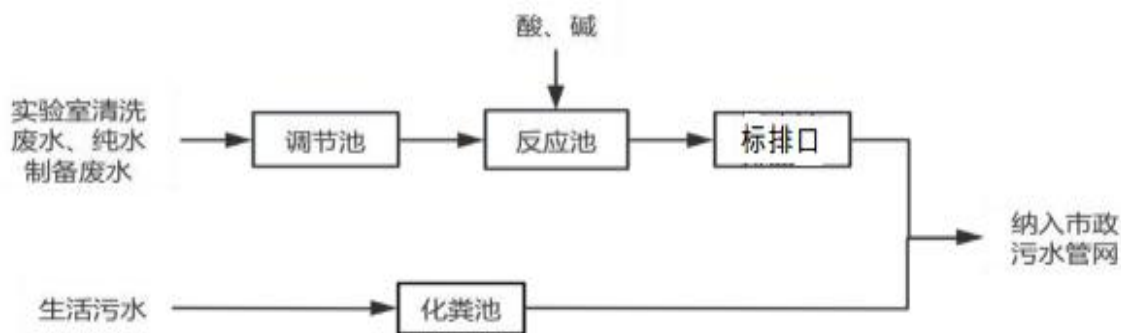 酸、碱
实验室清洗
废水、纯水
制备废水
调节池
反应池
标排口
纳入市政
污水管网
生活污水
化粪池